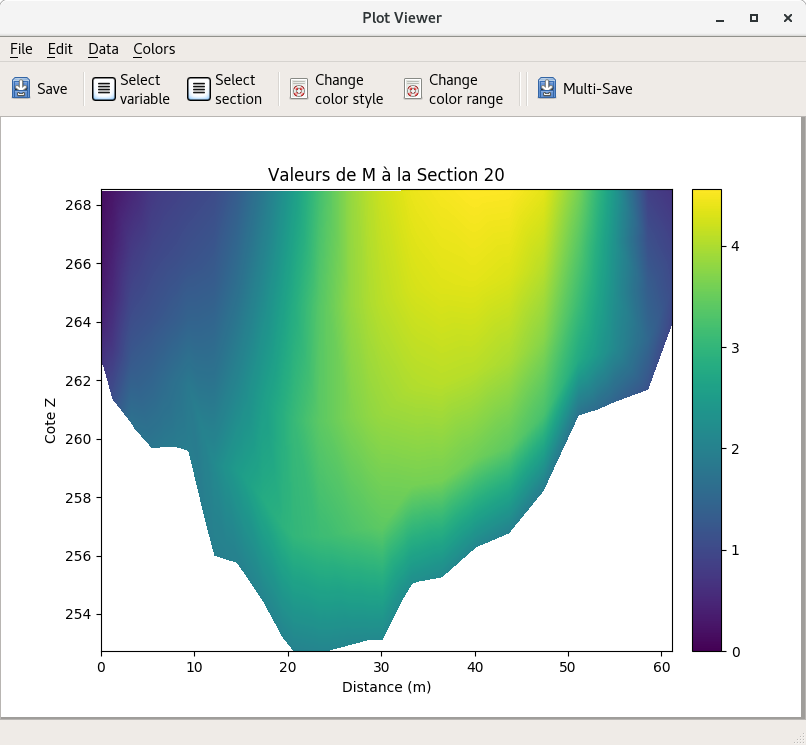 Plot Viewer
File Edit Data Colors
Save
Select
variable
Select
section
Change
color style
Change
color range
Multi-Save
Valeurs de M à la Section 20
268
266
264
262
260
258
256
254
Cote Z
0 10 20 30 40 50 60
Distance (m)
4
3
2
1
0